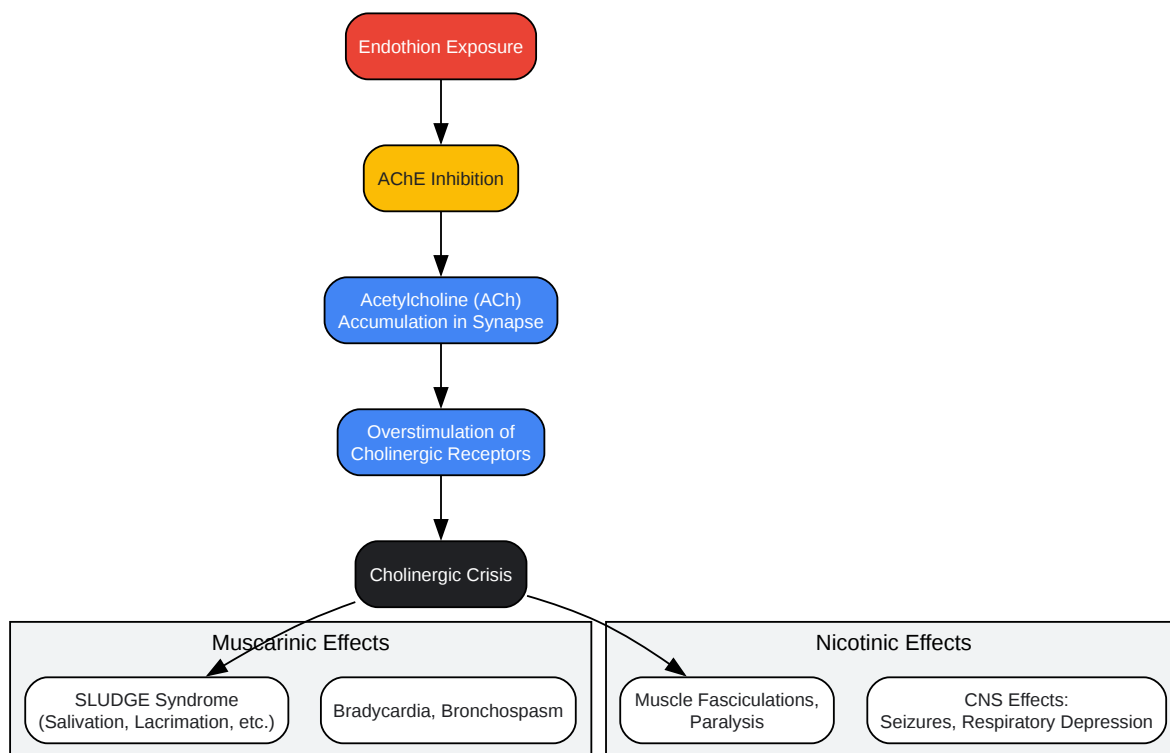 Endothion Exposure
AChE Inhibition
Acetylcholine (ACh)
Accumulation in Synapse
Overstimulation of
Cholinergic Receptors
Cholinergic Crisis
Muscarinic Effects
SLUDGE Syndrome
(Salivation, Lacrimation, etc.)
Bradycardia, Bronchospasm
Nicotinic Effects
Muscle Fasciculations,
Paralysis
CNS Effects:
Seizures, Respiratory Depression